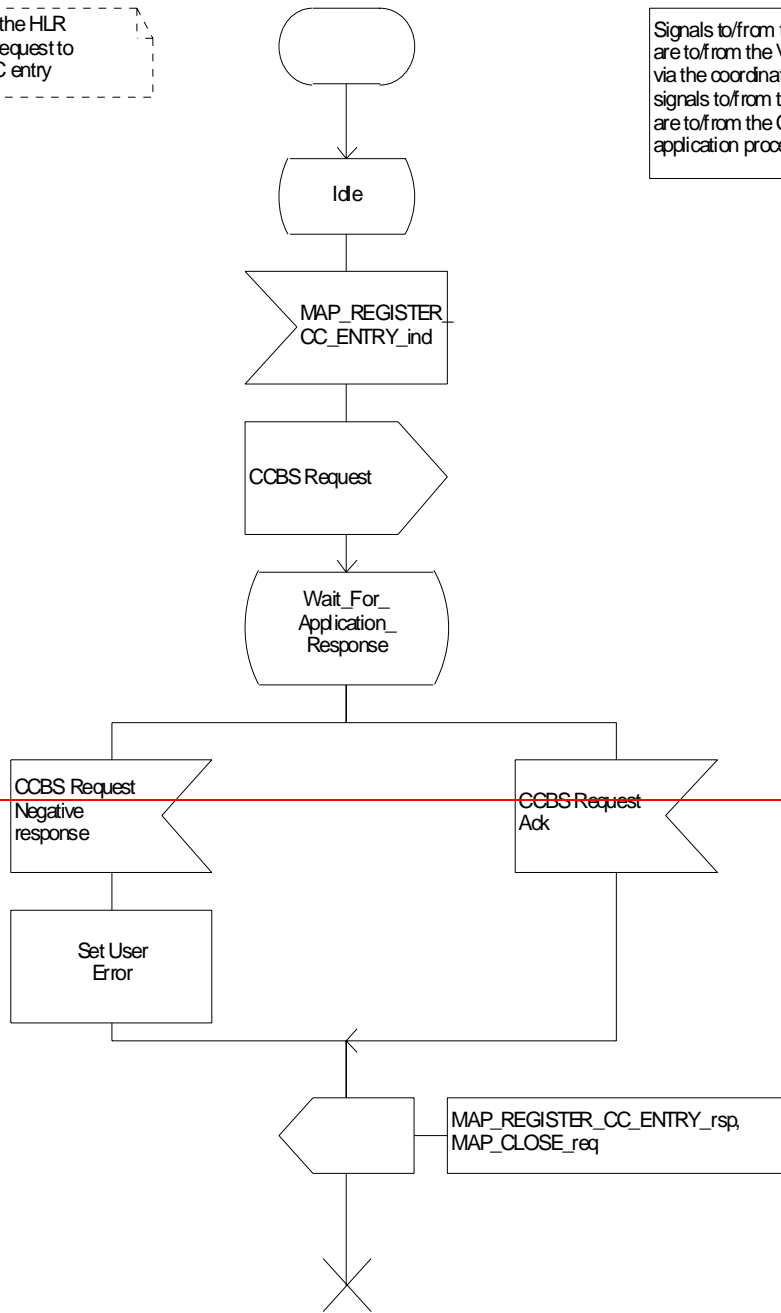 the HLR
equest to
C entry
Signals to/from t
are to/from the V
via the coordinat
signals to/from t
are to/from the C
application proce
Idle
MAP_REGISTER_
CC_ENTRY_ind
CCBS Request
Wait_For_
Application_
Response
CCBS Request
Negative
response
CCBS Request
Ack
Set User
Error
MAP_REGISTER_CC_ENTRY_rsp,
MAP_CLOSE_req